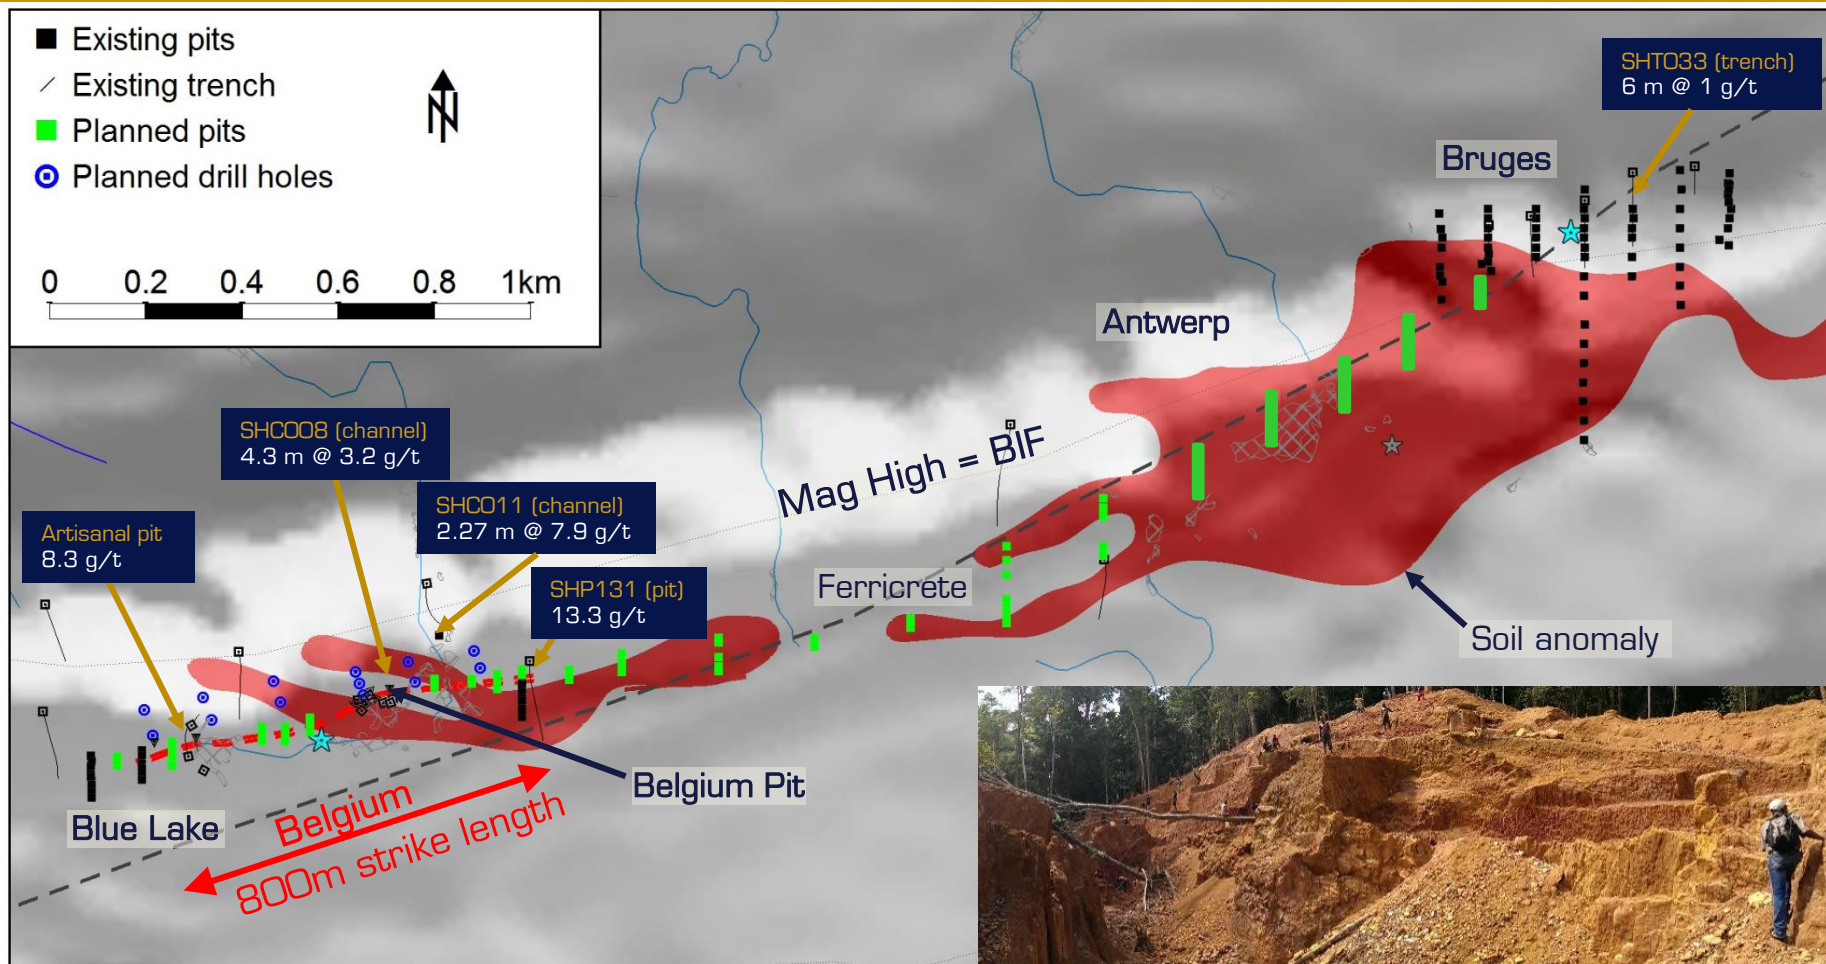 Existing pits
Existing trench
Planned pits
Planned drill holes
N
0 0.2 0.4 0.6 0.8 1km
SHT033 (trench)
6 m @ 1 g/t
Bruges
Antwerp
Mag High = BIF
SHC008 (channel)
4.3 m @ 3.2 g/t
SHC011 (channel)
2.27 m @ 7.9 g/t
Artisanal pit
8.3 g/t
SHP131 (pit)
13.3 g/t
Ferricrete
Soil anomaly
Belgium Pit
Blue Lake
Belgium
800m strike length